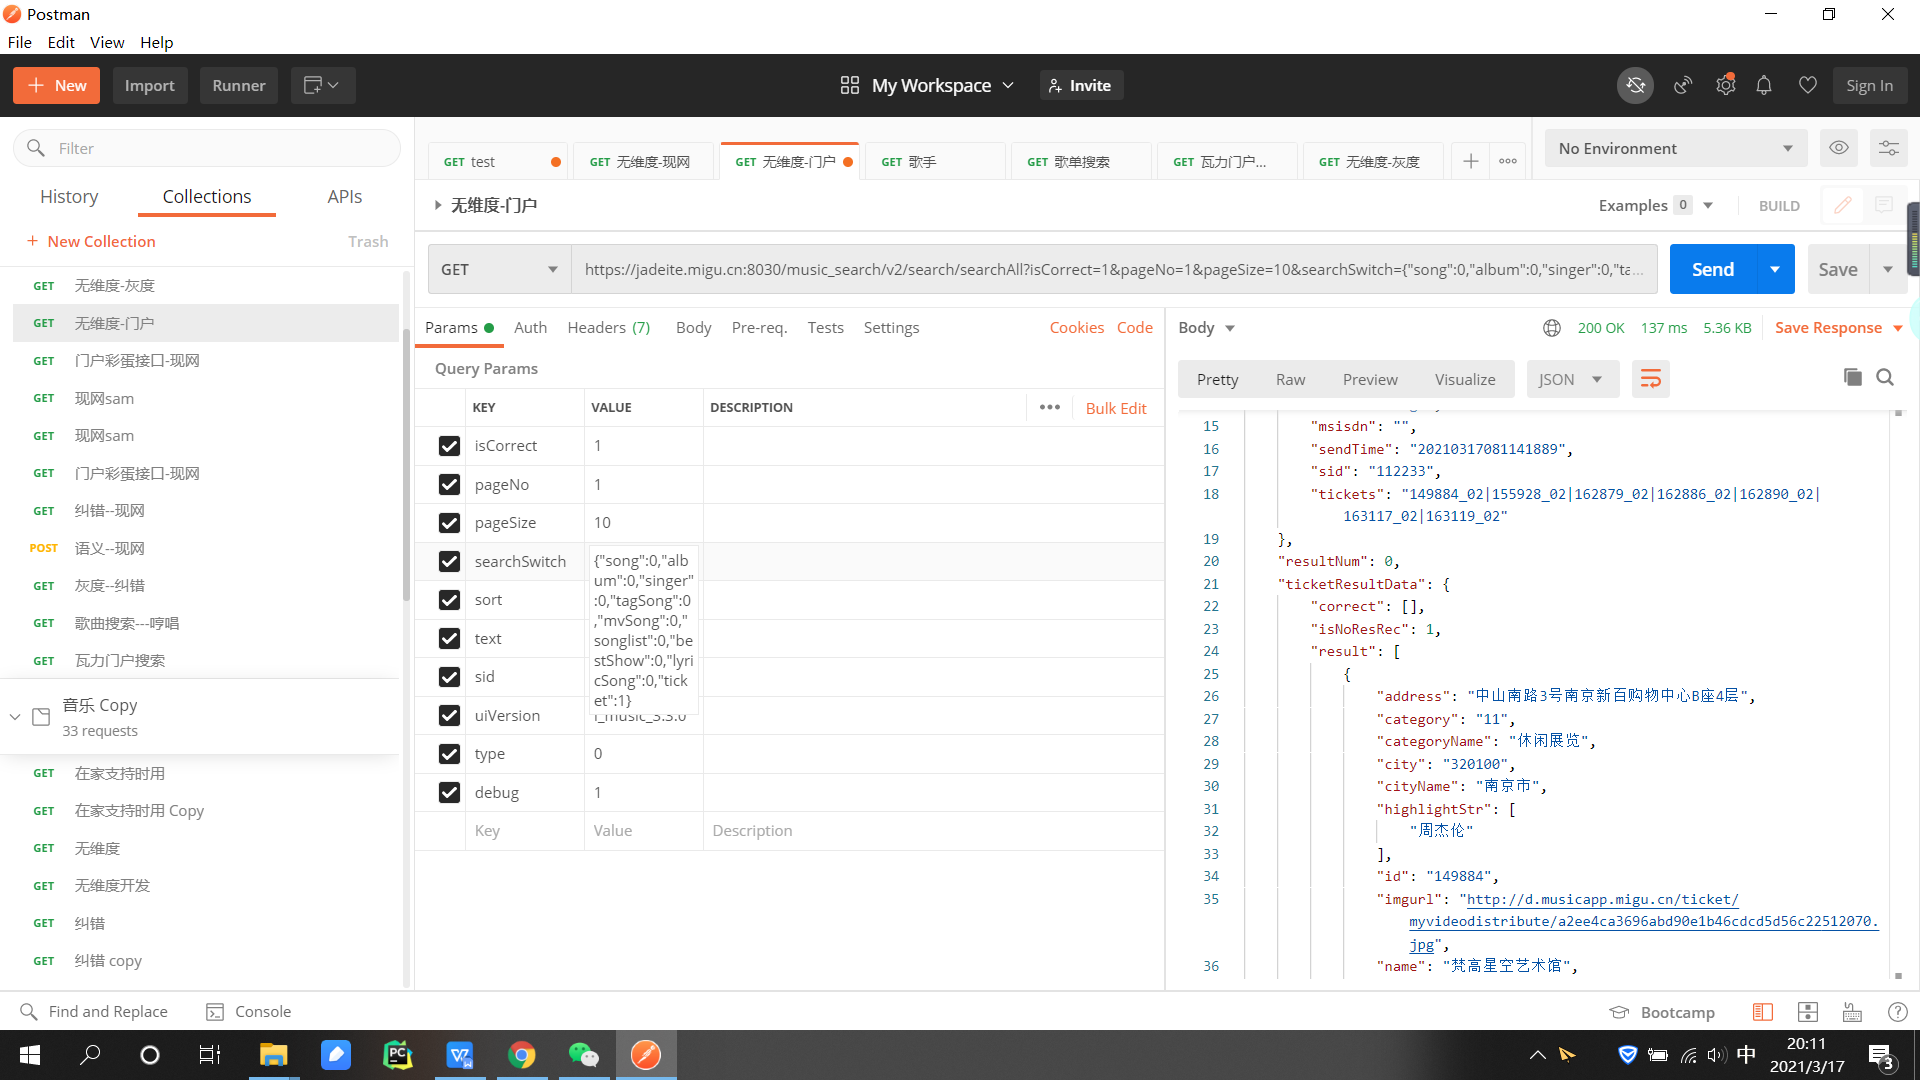 Postman
File Edit View Help
New Import Runner My Workspace Invite Sign In
Filter
History Collections APIs
+ New Collection Trash
GET 无维度-灰度
GET 无维度-门户
GET 门户彩蛋接口-现网
GET 现网sam
GET 现网sam
GET 门户彩蛋接口-现网
GET 纠错--现网
POST 语义--现网
GET 灰度--纠错
GET 歌曲搜索---哼唱
GET 瓦力门户搜索
音乐 Copy
33 requests
GET 在家支持时用
GET 在家支持时用 Copy
GET 无维度
GET 无维度开发
GET 纠错
GET 纠错 copy
GET test GET 无维度-现网 GET 无维度-门户 GET 歌手 GET 歌单搜索 GET 瓦力门户... GET 无维度-灰度
No Environment
无维度-门户
Examples 0 BUILD
GET https://jadeite.migu.cn:8030/music_search/v2/search/searchAll?isCorrect=1&pageNo=1&pageSize=10&searchSwitch={"song":0,"album":0,"singer":0,"ta...
Send Save
Params Auth Headers (7) Body Pre-req. Tests Settings Cookies Code
Query Params
KEY VALUE DESCRIPTION Bulk Edit
isCorrect 1
pageNo 1
pageSize 10
searchSwitch
{"song":0,"al
bum":0,"singer"
:0,"tagSong":0
,"mvSong":0,"
songlist":0,"be
stShow":0,"lyri
cSong":0,"tick
et":1}
sort
text
sid
uiVersion
type 0
debug 1
Key Value Description
Body 200 OK 137 ms 5.36 KB Save Response
Pretty Raw Preview Visualize JSON
15 "msisdn": "",
16 "sendTime": "20210317081141889",
17 "sid": "112233",
18 "tickets": "149884_02|155928_02|162879_02|162886_02|162890_02|
163117_02|163119_02"
19 },
20 "resultNum": 0,
21 "ticketResultData": {
22 "correct": [],
23 "isNoResRec": 1,
24 "result": [
25 {
26 "address": "中山南路3号南京新百购物中心B座4层",
27 "category": "11",
28 "categoryName": "休闲展览",
29 "city": "320100",
30 "cityName": "南京市",
31 "highlightStr": [
32 "周杰伦"
33 ],
34 "id": "149884",
35 "imgurl": "http://d.musicapp.migu.cn/ticket/
myvideodistribute/a2ee4ca3696abd90e1b46cdcd5d56c22512070.
jpg",
36 "name": "梵高星空艺术馆",
Find and Replace Console Bootcamp
中
20:11
2021/3/17
3